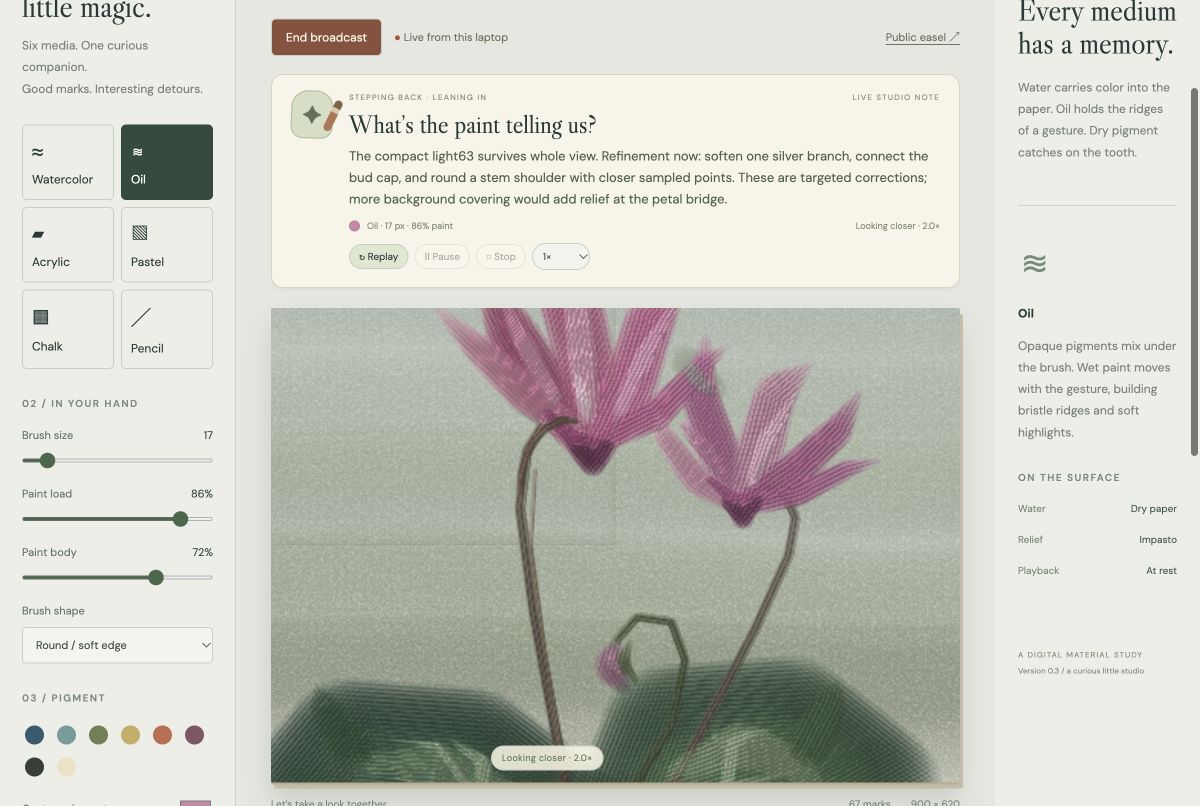 little magic.
Six media. One curious
companion.
Good marks. Interesting detours.
Watercolor
Oil
Acrylic
Pastel
Chalk
Pencil
02 / IN YOUR HAND
Brush size 17
Paint load 86%
Paint body 72%
Brush shape
Round / soft edge
03 / PIGMENT
End broadcast
Live from this laptop
Public easel ↗
STEPPING BACK · LEANING IN
LIVE STUDIO NOTE
What's the paint telling us?
The compact light63 survives whole view. Refinement now: soften one silver branch, connect the
bud cap, and round a stem shoulder with closer sampled points. These are targeted corrections;
more background covering would add relief at the petal bridge.
Oil · 17 px · 86% paint
Looking closer · 2.0×
↻ Replay
II Pause
□ Stop
1×
Looking closer · 2.0×
Let's take a look together
67 marks
900 × 620
Every medium
has a memory.
Water carries color into the
paper. Oil holds the ridges
of a gesture. Dry pigment
catches on the tooth.
Oil
Opaque pigments mix under
the brush. Wet paint moves
with the gesture, building
bristle ridges and soft
highlights.
ON THE SURFACE
Water Dry paper
Relief Impasto
Playback At rest
A DIGITAL MATERIAL STUDY
Version 0.3 / a curious little studio